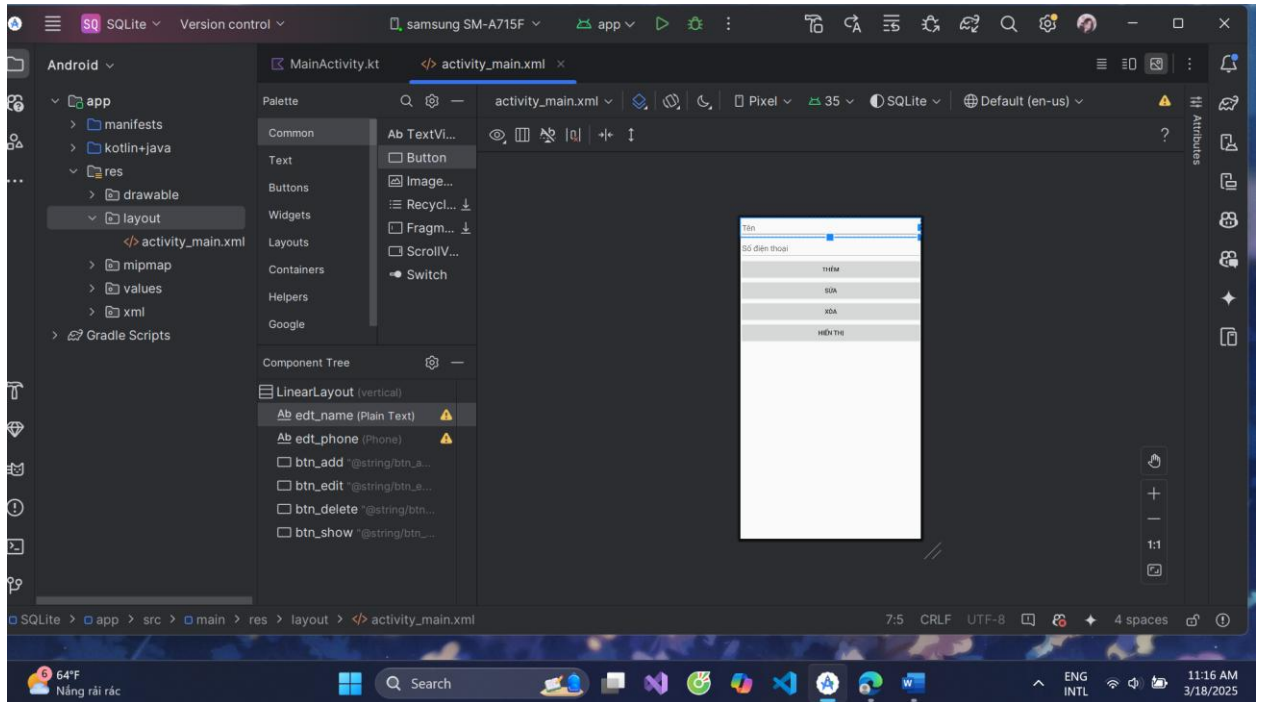 SQ SQLite Version control samsung SM-A715F app
Android
MainActivity.kt
activity_main.xml
app
manifests
kotlin+java
res
drawable
layout
activity_main.xml
mipmap
values
xml
Gradle Scripts
Palette
Common
Text
Buttons
Widgets
Layouts
Containers
Helpers
Google
Ab TextVi...
Button
Image...
Recycl...
Fragm...
ScrollV...
Switch
Component Tree
LinearLayout (vertical)
Ab edt_name (Plain Text)
Ab edt_phone (Phone)
btn_add "@string/btn_a...
btn_edit "@string/btn_e...
btn_delete "@string/btn...
btn_show "@string/btn_...
activity_main.xml Pixel 35 SQLite Default (en-us)
?
Attributes
Tên
Số điện thoại
THÊM
SỬA
XÓA
HIỂN THỊ
1:1
SQLite > app > src > main > res > layout > activity_main.xml
7:5 CRLF UTF-8 4 spaces
6
64°F
Nắng rải rác
Search
ENG
INTL
11:16 AM
3/18/2025